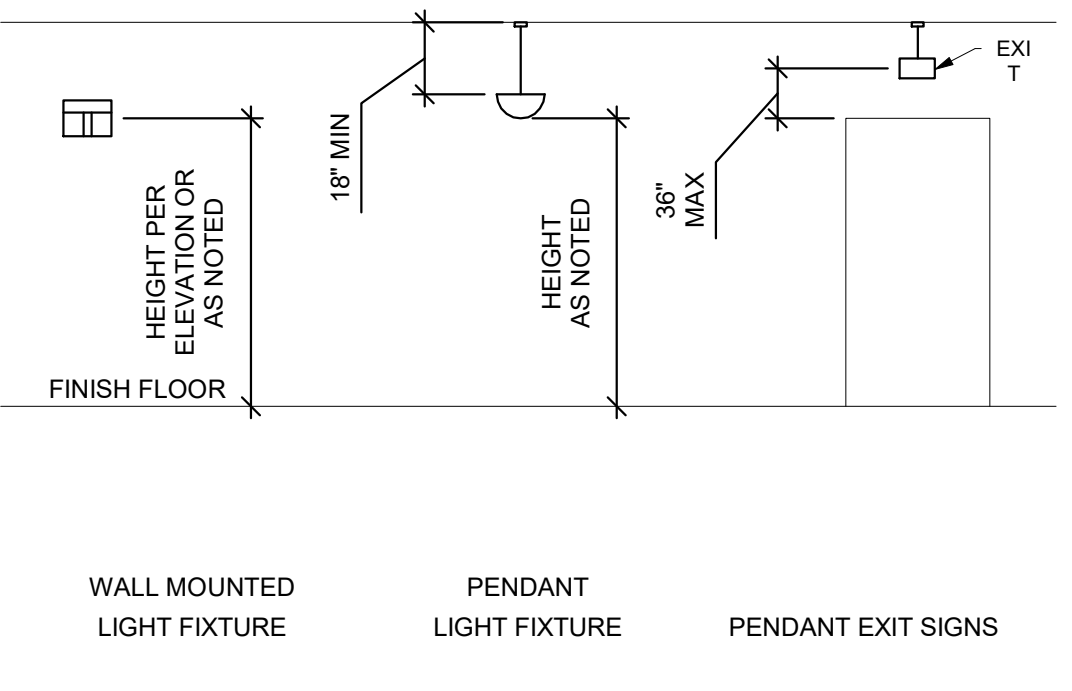 EXI
T
18" MIN
36"
MAX
HEIGHT PER
ELEVATION OR
AS NOTED
HEIGHT
AS NOTED
FINISH FLOOR
WALL MOUNTED
LIGHT FIXTURE
PENDANT
LIGHT FIXTURE
PENDANT EXIT SIGNS